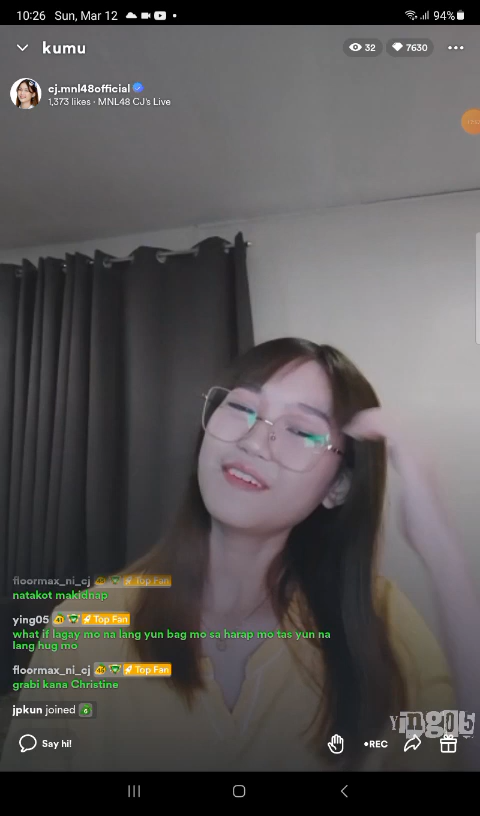 10:26 Sun, Mar 12 94%
kumu 32 7630
cj.mnl48official
1,373 likes · MNL48 CJ's Live
floormax_ni_cj Top Fan
natakot makidnap
ying05 Top Fan
what if lagay mo na lang yun bag mo sa harap mo tas yun na
lang hug mo
floormax_ni_cj Top Fan
grabi kana Christine
jpkun joined 6
Ying05
Say hi! •REC